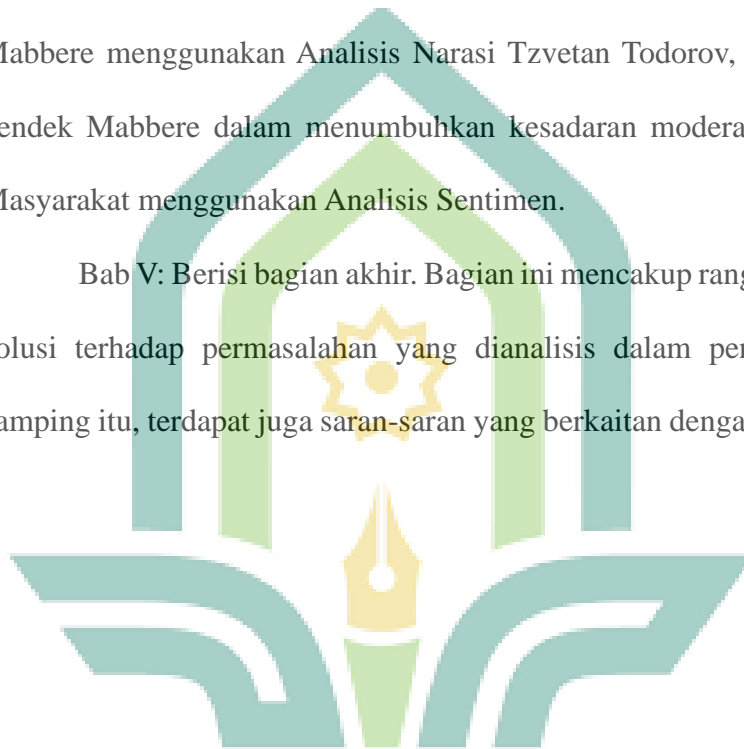 Mabbere menggunakan Analisis Narasi Tzvetan Todorov,
endek Mabbere dalam menumbuhkan kesadaran modera
Masyarakat menggunakan Analisis Sentimen.
Bab V: Berisi bagian akhir. Bagian ini mencakup rang
olusi terhadap permasalahan yang dianalisis dalam per
amping itu, terdapat juga saran-saran yang berkaitan denga